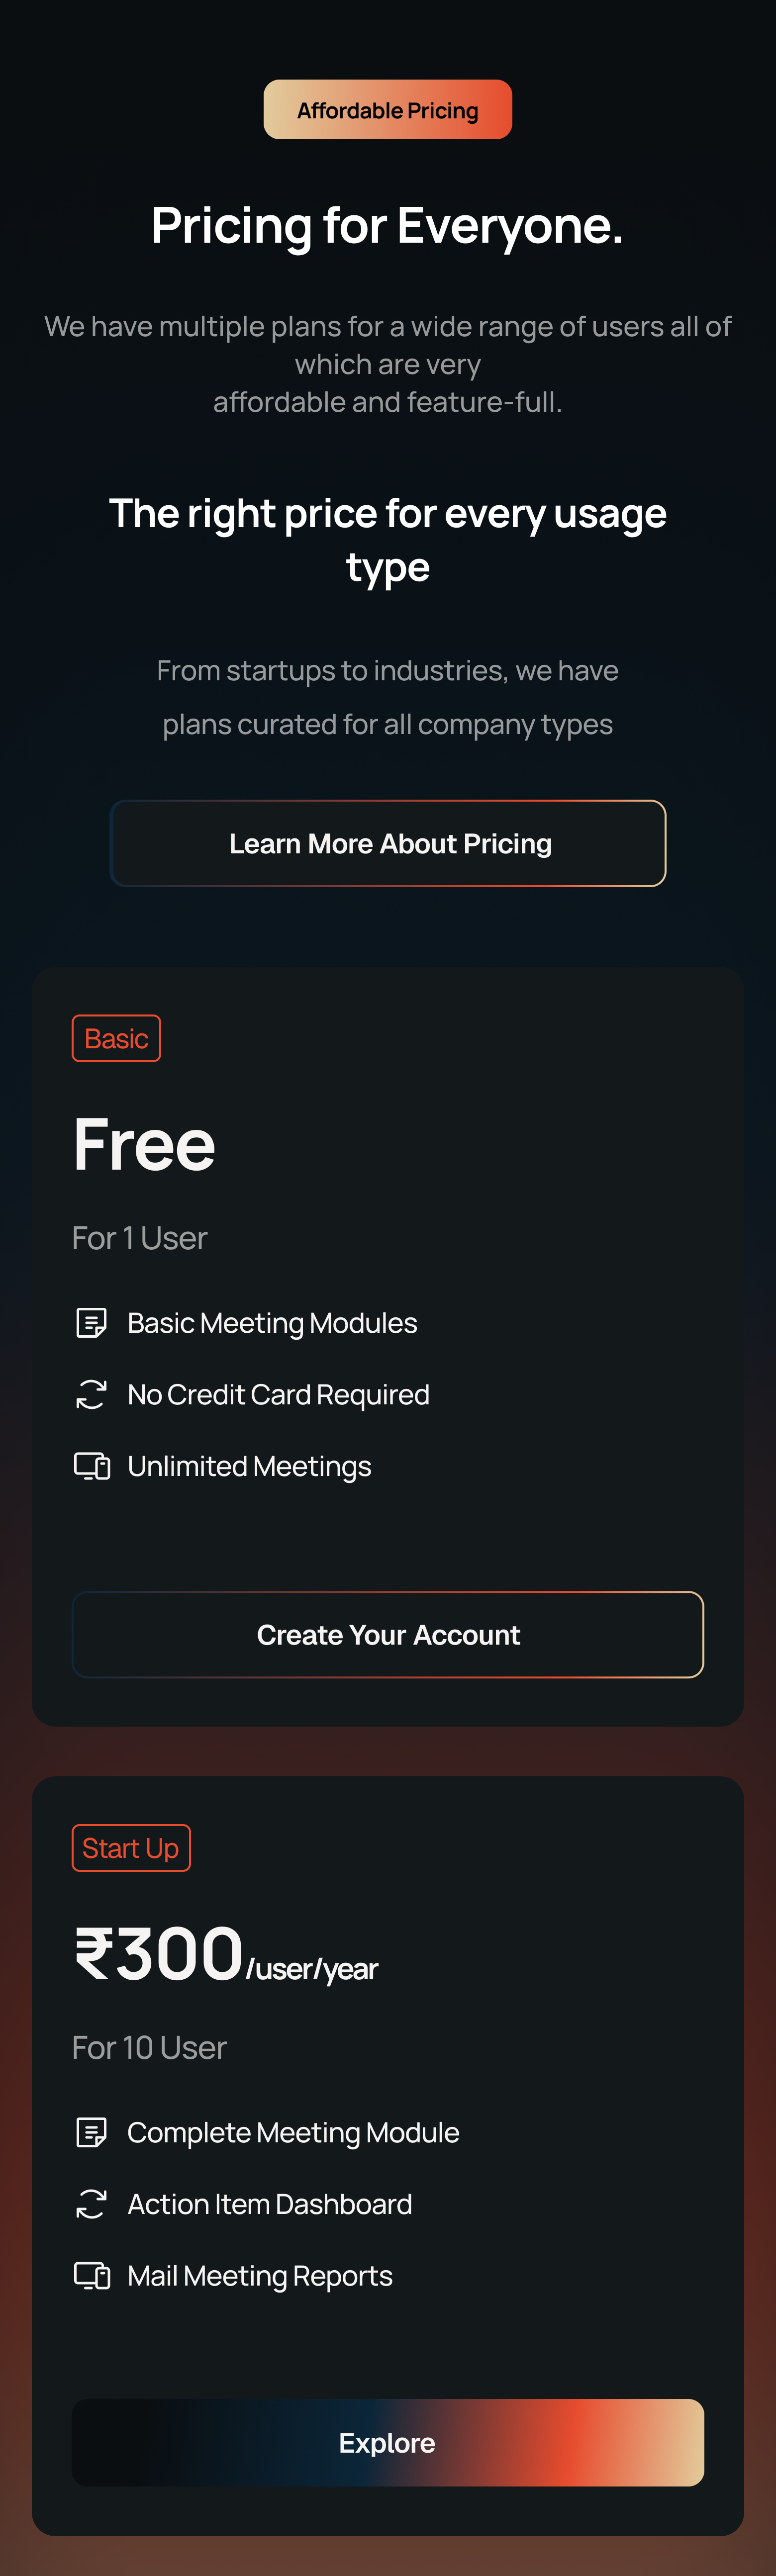 Affordable Pricing
Pricing for Everyone.
We have multiple plans for a wide range of users all of
which are very
affordable and feature-full.
The right price for every usage
type
From startups to industries, we have
plans curated for all company types
Learn More About Pricing
Basic
Free
For 1 User
Basic Meeting Modules
No Credit Card Required
Unlimited Meetings
Create Your Account
Start Up
₹300/user/year
For 10 User
Complete Meeting Module
Action Item Dashboard
Mail Meeting Reports
Explore